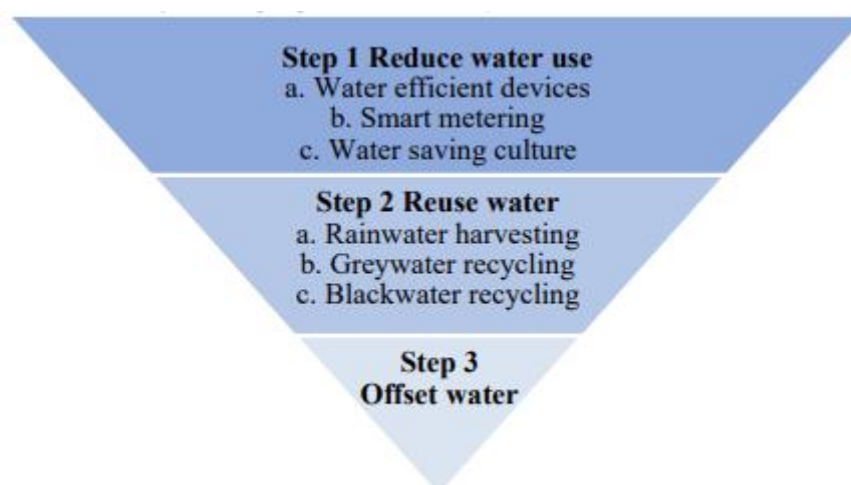 Step 1 Reduce water use
a. Water efficient devices
b. Smart metering
c. Water saving culture
Step 2 Reuse water
a. Rainwater harvesting
b. Greywater recycling
c. Blackwater recycling
Step 3
Offset water